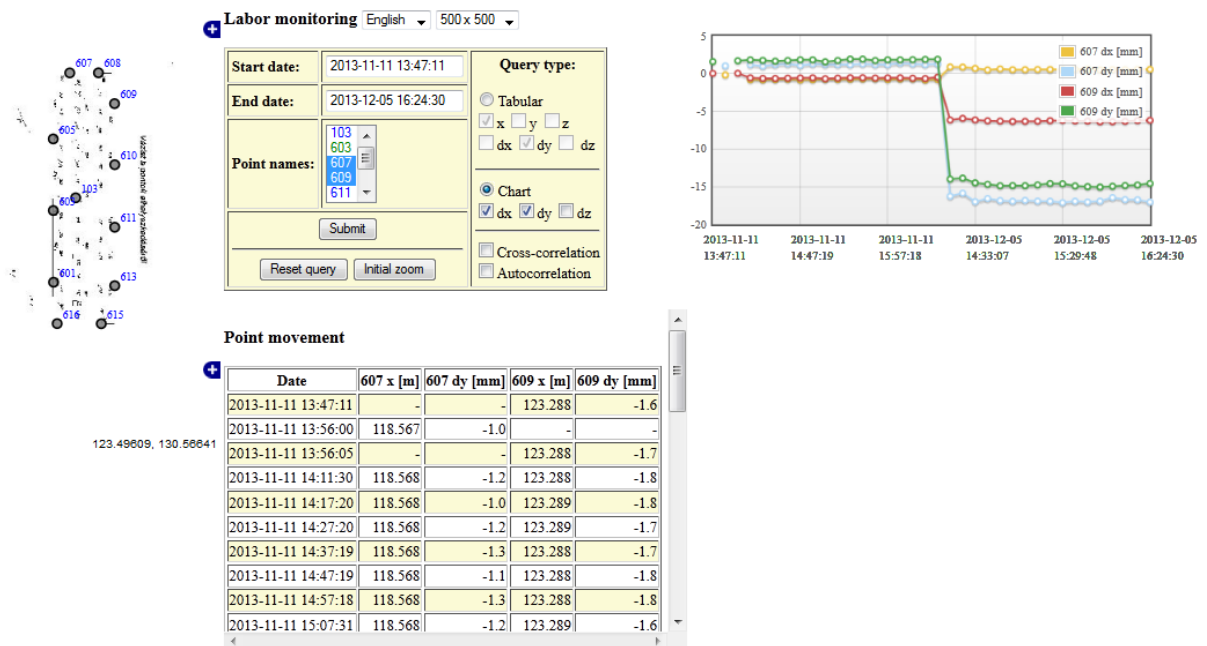 Labor monitoring English 500 x 500
Start date: 2013-11-11 13:47:11
End date: 2013-12-05 16:24:30
Point names:
103
603
607
609
611
Submit
Reset query Initial zoom
Query type:
Tabular
x y z
dx dy dz
Chart
dx dy dz
Cross-correlation
Autocorrelation
607 608
609
605
610
103
603
611
601
613
616 615
123.49609, 130.56641
5
0
-5
-10
-15
-20
607 dx [mm]
607 dy [mm]
609 dx [mm]
609 dy [mm]
2013-11-11 2013-11-11 2013-11-11 2013-12-05 2013-12-05 2013-12-05
13:47:11 14:47:19 15:57:18 14:33:07 15:29:48 16:24:30
Point movement
Date 607 x [m] 607 dy [mm] 609 x [m] 609 dy [mm]
2013-11-11 13:47:11 - - 123.288 -1.6
2013-11-11 13:56:00 118.567 -1.0 - -
2013-11-11 13:56:05 - - 123.288 -1.7
2013-11-11 14:11:30 118.568 -1.2 123.288 -1.8
2013-11-11 14:17:20 118.568 -1.0 123.289 -1.8
2013-11-11 14:27:20 118.568 -1.2 123.289 -1.7
2013-11-11 14:37:19 118.568 -1.3 123.288 -1.7
2013-11-11 14:47:19 118.568 -1.1 123.288 -1.8
2013-11-11 14:57:18 118.568 -1.3 123.288 -1.8
2013-11-11 15:07:31 118.568 -1.2 123.289 -1.6